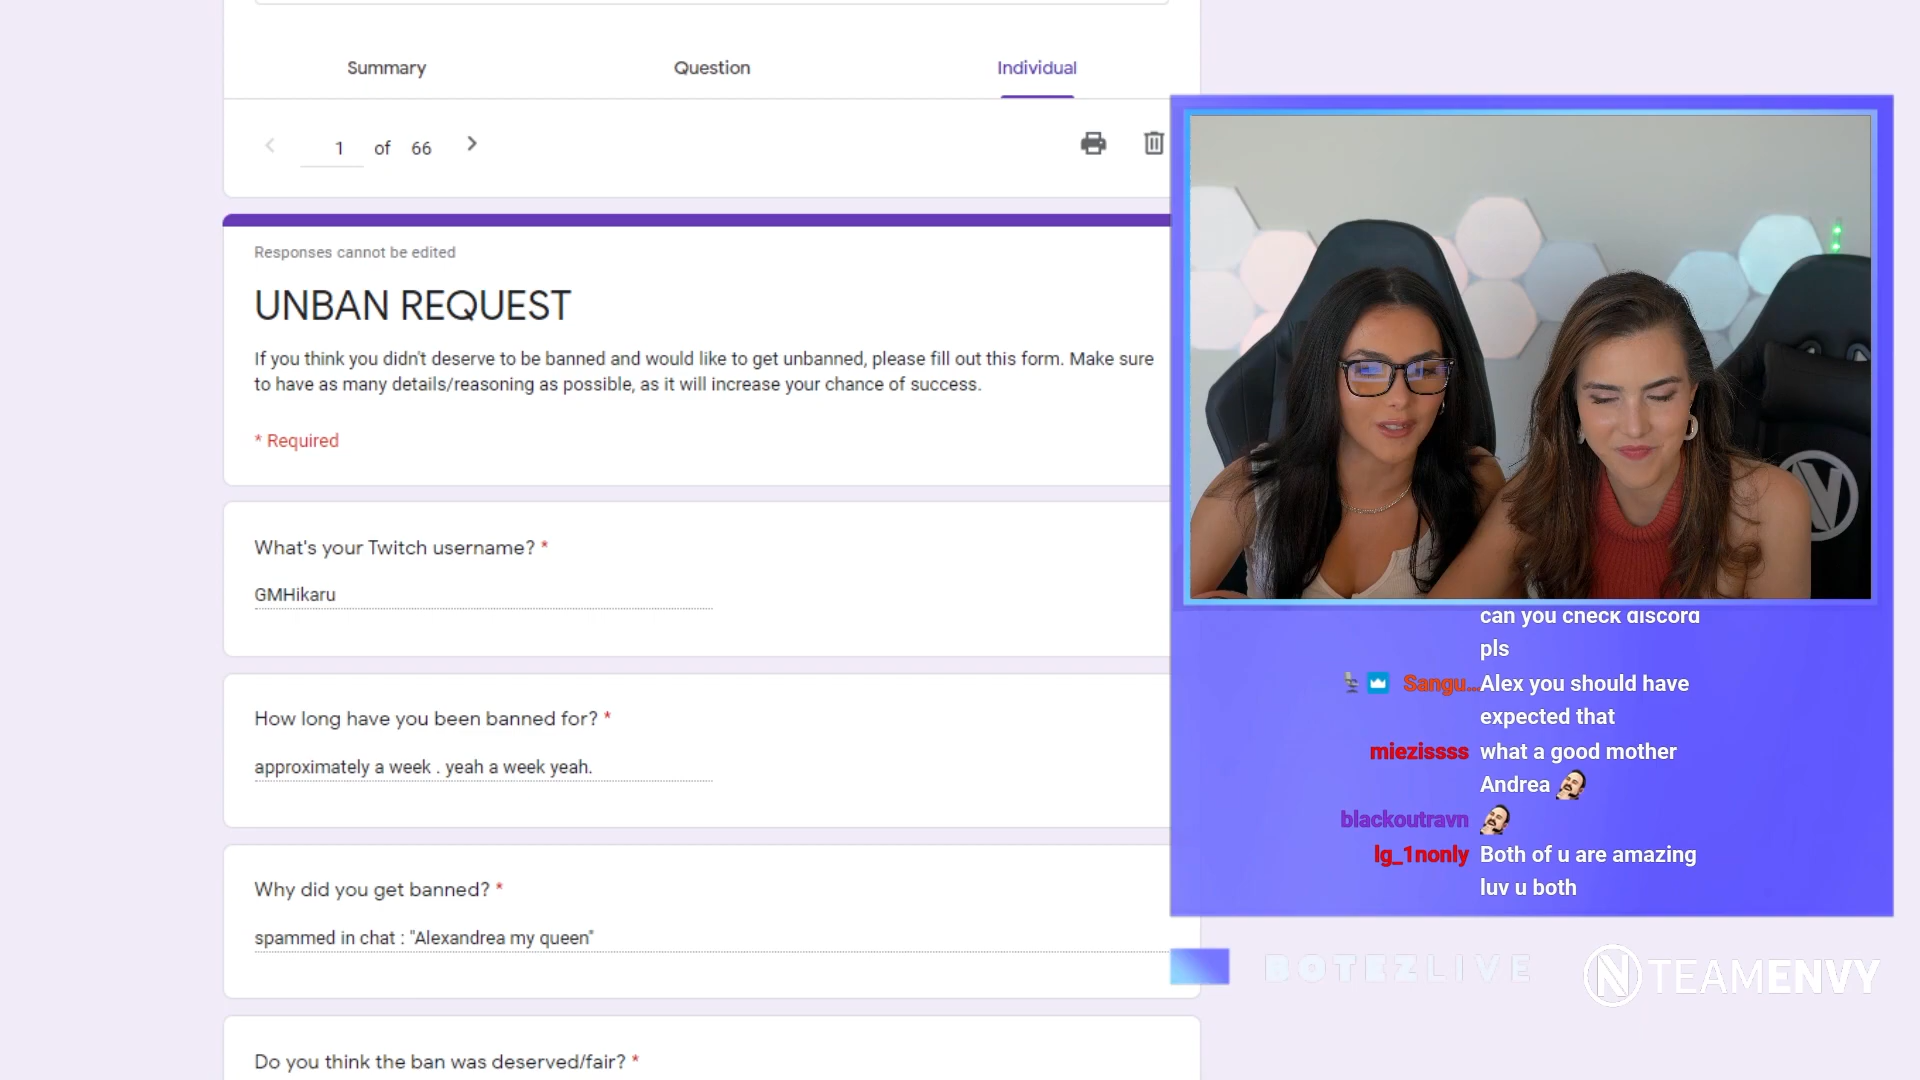 Summary
Question
Individual
1 of 66
Responses cannot be edited
UNBAN REQUEST
If you think you didn't deserve to be banned and would like to get unbanned, please fill out this form. Make sure
to have as many details/reasoning as possible, as it will increase your chance of success.
* Required
What's your Twitch username? *
GMHikaru
How long have you been banned for? *
approximately a week . yeah a week yeah.
Why did you get banned? *
spammed in chat : "Alexandrea my queen"
Do you think the ban was deserved/fair? *
can you check discord
pls
Sangu... Alex you should have
expected that
miezissss what a good mother
Andrea
blackoutravn
lg_1nonly Both of u are amazing
luv u both
BOTEZLIVE
TEAMENVY